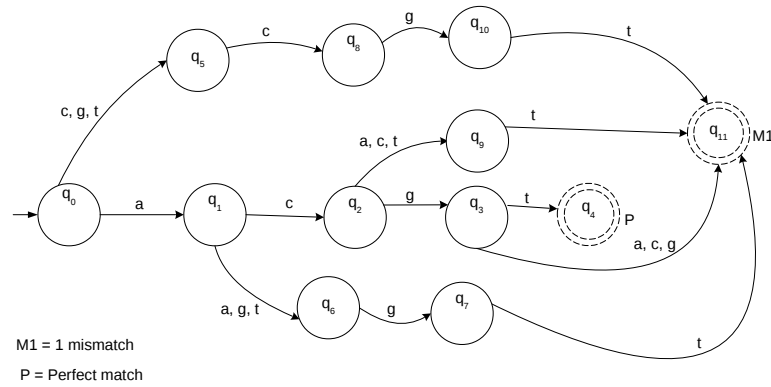 q5 c q8 g q10 t
c, g, t
q11 M1
a, c, t q9 t
q0 a q1 c q2 g q3 t q4 P
a, c, g
a, g, t q6 g q7 t
M1 = 1 mismatch
P = Perfect match